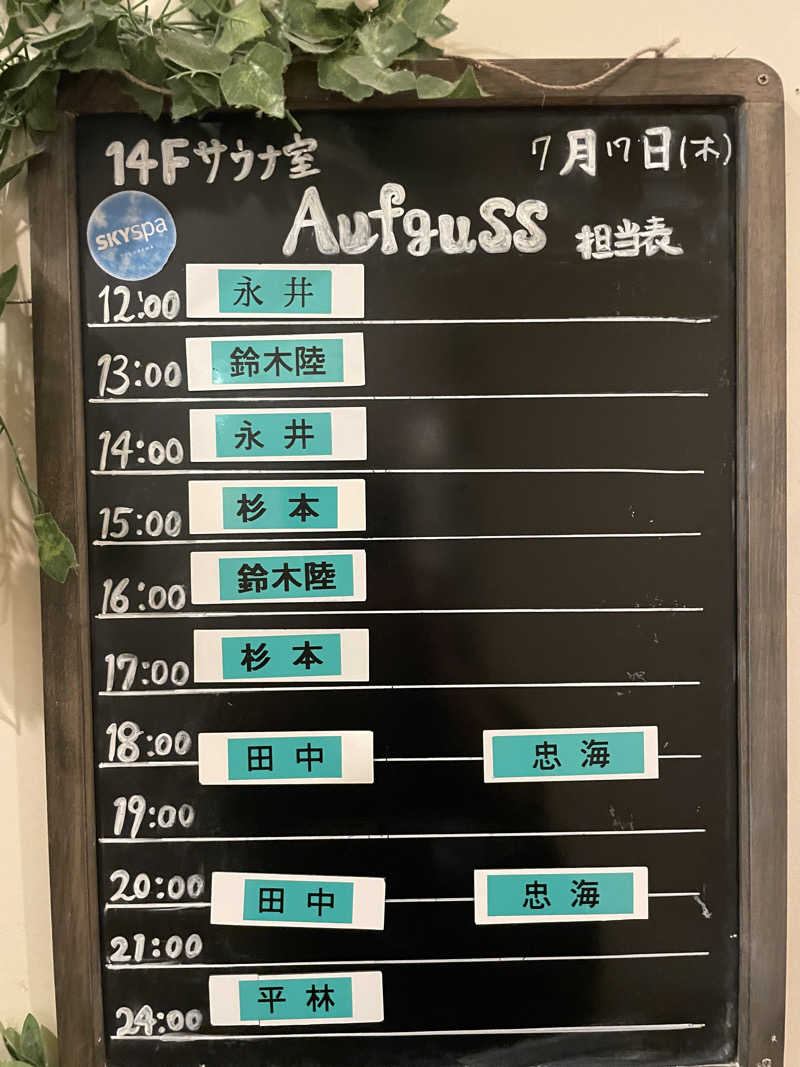 14Fサウナ室 7月17日(木)
SKYspa
YOKOHAMA
Aufguss 担当表
12:00 永井
13:00 鈴木陸
14:00 永井
15:00 杉本
16:00 鈴木陸
17:00 杉本
18:00 田中 忠海
19:00
20:00 田中 忠海
21:00
24:00 平林